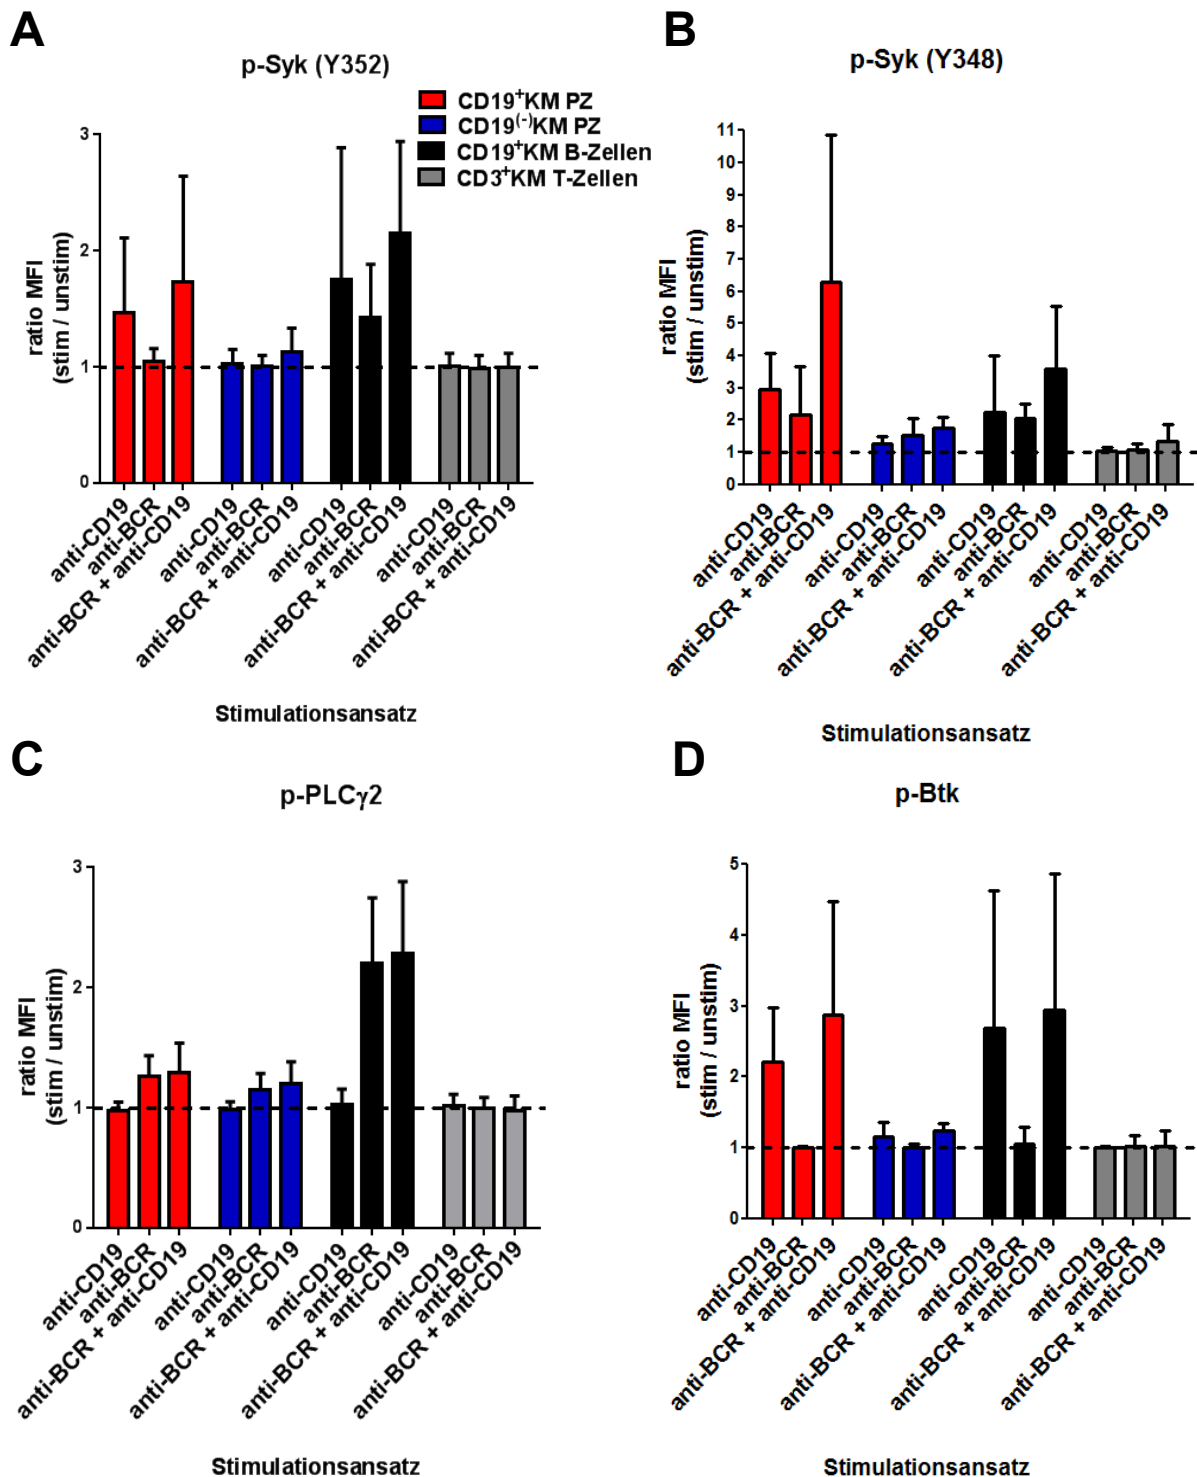 A
p-Syk (Y352)
CD19⁺KM PZ
CD19⁽⁻⁾KM PZ
CD19⁺KM B-Zellen
CD3⁺KM T-Zellen
ratio MFI
(stim / unstim)
3
2
1
0
anti-CD19
anti-BCR
anti-BCR + anti-CD19
anti-CD19
anti-BCR
anti-BCR + anti-CD19
anti-CD19
anti-BCR
anti-BCR + anti-CD19
anti-CD19
anti-BCR
anti-BCR + anti-CD19
Stimulationsansatz
B
p-Syk (Y348)
ratio MFI
(stim / unstim)
11
10
9
8
7
6
5
4
3
2
1
0
anti-CD19
anti-BCR
anti-BCR + anti-CD19
anti-CD19
anti-BCR
anti-BCR + anti-CD19
anti-CD19
anti-BCR
anti-BCR + anti-CD19
anti-CD19
anti-BCR
anti-BCR + anti-CD19
Stimulationsansatz
C
p-PLCγ2
ratio MFI
(stim / unstim)
3
2
1
0
anti-CD19
anti-BCR
anti-BCR + anti-CD19
anti-CD19
anti-BCR
anti-BCR + anti-CD19
anti-CD19
anti-BCR
anti-BCR + anti-CD19
anti-CD19
anti-BCR
anti-BCR + anti-CD19
Stimulationsansatz
D
p-Btk
ratio MFI
(stim / unstim)
5
4
3
2
1
0
anti-CD19
anti-BCR
anti-BCR + anti-CD19
anti-CD19
anti-BCR
anti-BCR + anti-CD19
anti-CD19
anti-BCR
anti-BCR + anti-CD19
anti-CD19
anti-BCR
anti-BCR + anti-CD19
Stimulationsansatz